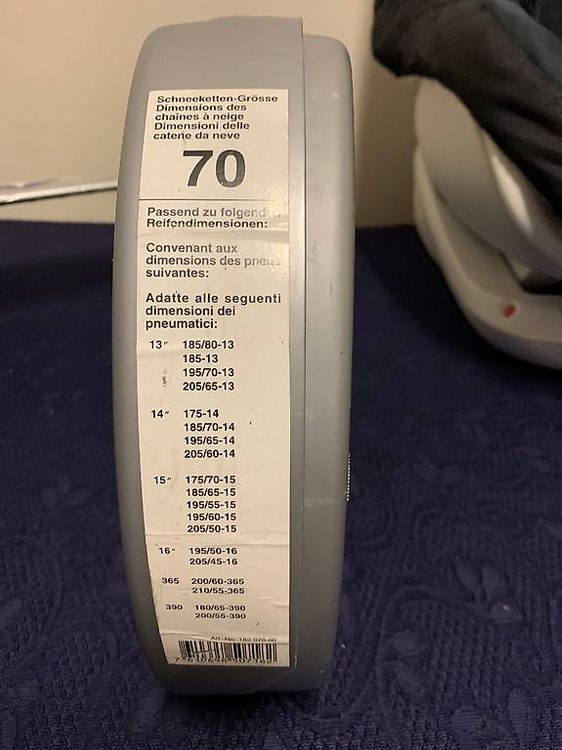 Schneeketten-Grösse
Dimensions des
chaînes à neige
Dimensioni delle
catene da neve
70
Passend zu
Reifendimensionen:
Convenant aux
dimensions des pneus
suivantes:
Adatte alle seguenti
dimensioni dei
pneumatici:
13" 185/80-13
185-13
195/70-13
205/65-13
14" 175-14
185/70-14
195/65-14
205/60-14
15" 175/70-15
185/65-15
195/55-15
195/60-15
205/50-15
16" 195/50-16
205/45-16
365 200/60-365
210/55-365
390 180/65-390
200/55-390
Art.-No.